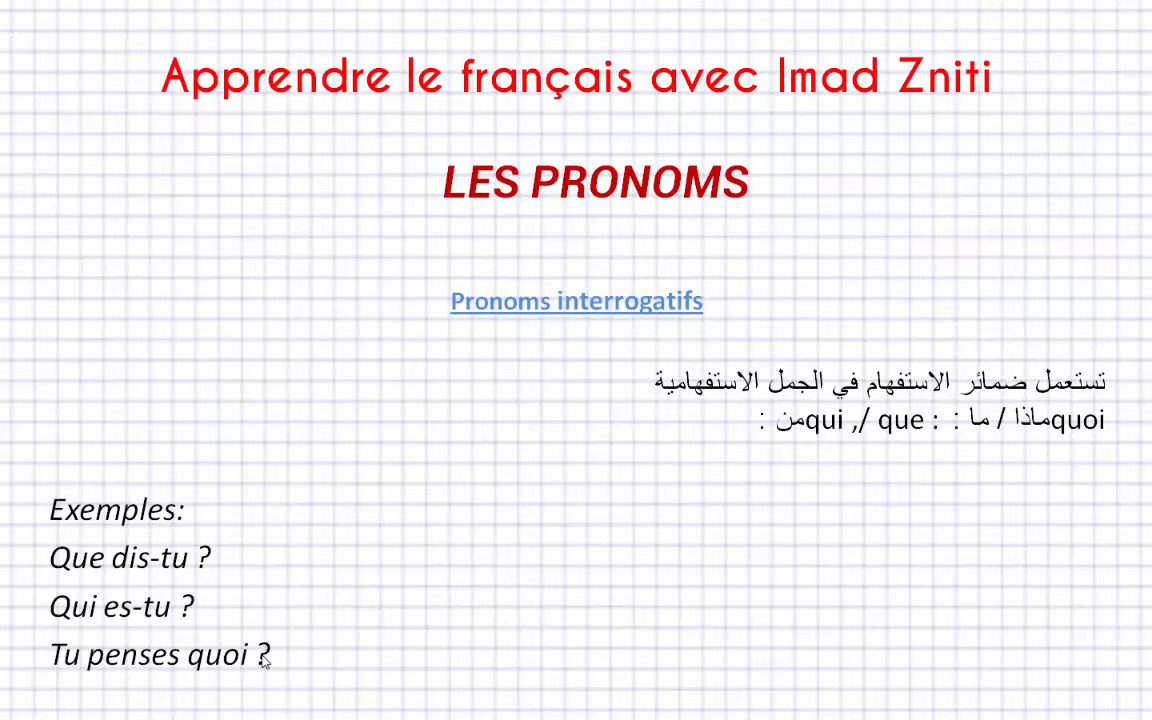 Apprendre le français avec Imad Zniti
LES PRONOMS
Pronoms interrogatifs
تستعمل ضمائر الاستفهام في الجمل الاستفهامية
quoiماذا / ما : : que /, quiمن :
Exemples:
Que dis-tu ?
Qui es-tu ?
Tu penses quoi ?